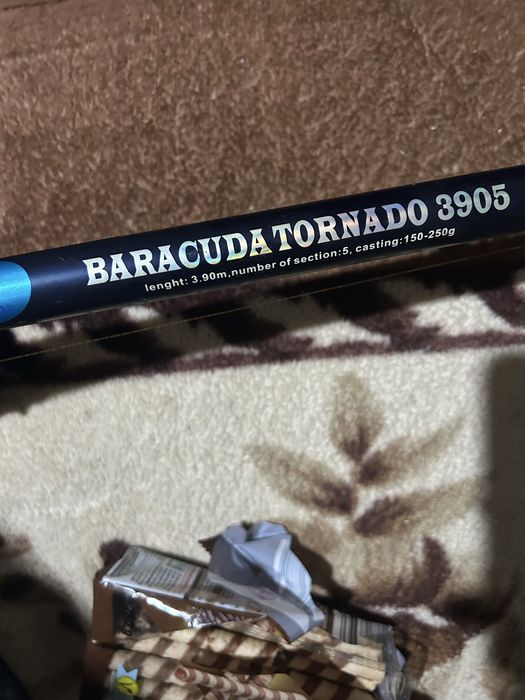 BARACUDA TORNADO 3905
lenght: 3.90m,number of section:5, casting:150-250g